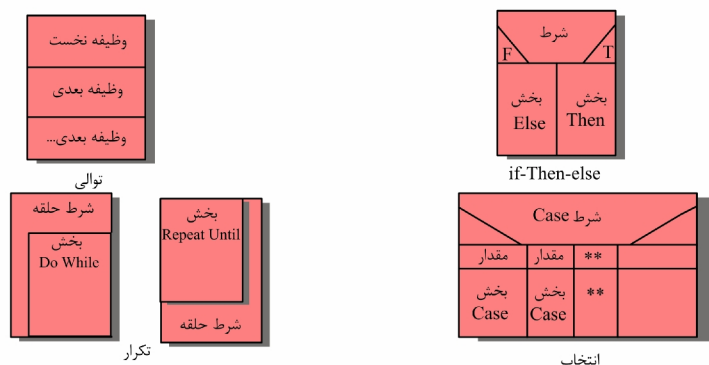 وظیفه نخست
وظیفه بعدی
وظیفه بعدی...
توالی
شرط
F
T
بخش
Else
بخش
Then
if-Then-else
شرط حلقه
بخش
Do While
بخش
Repeat Until
شرط حلقه
تکرار
شرط Case
مقدار
مقدار
**
بخش
Case
بخش
Case
**
انتخاب